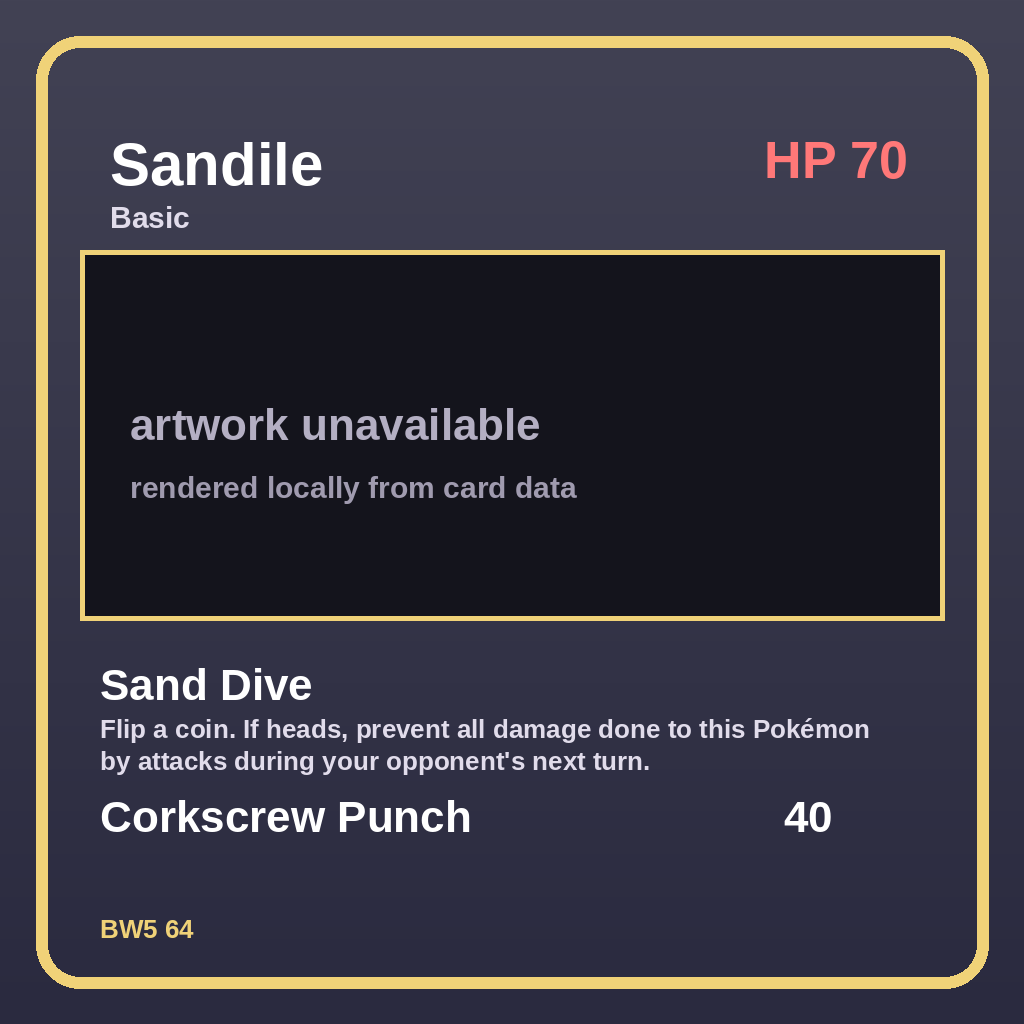 Sandile
HP 70
Basic
artwork unavailable
rendered locally from card data
Sand Dive
Flip a coin. If heads, prevent all damage done to this Pokémon
by attacks during your opponent's next turn.
Corkscrew Punch
40
BW5 64